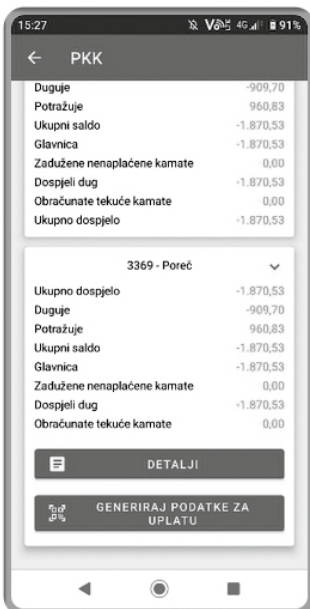 15:27 Vo 4G 91%
PKK
Duguje -909,70
Potražuje 960,83
Ukupni saldo -1.870,53
Glavnica -1.870,53
Zadužene nenaplaćene kamate 0,00
Dospjeli dug -1.870,53
Obračunate tekuće kamate 0,00
Ukupno dospjelo -1.870,53
3369 - Poreč
Ukupno dospjelo -1.870,53
Duguje -909,70
Potražuje 960,83
Ukupni saldo -1.870,53
Glavnica -1.870,53
Zadužene nenaplaćene kamate 0,00
Dospjeli dug -1.870,53
Obračunate tekuće kamate 0,00
DETALJI
GENERIRAJ PODATKE ZA
UPLATU